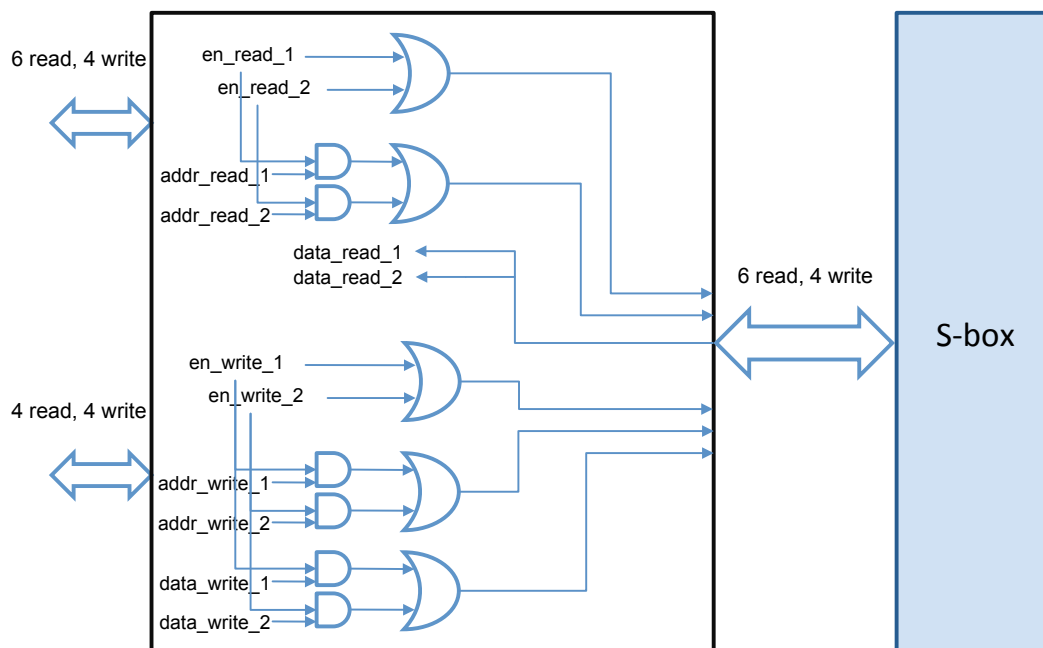 6 read, 4 write
en_read_1
en_read_2
addr_read_1
addr_read_2
data_read_1
data_read_2
6 read, 4 write
S-box
en_write_1
en_write_2
4 read, 4 write
addr_write_1
addr_write_2
data_write_1
data_write_2